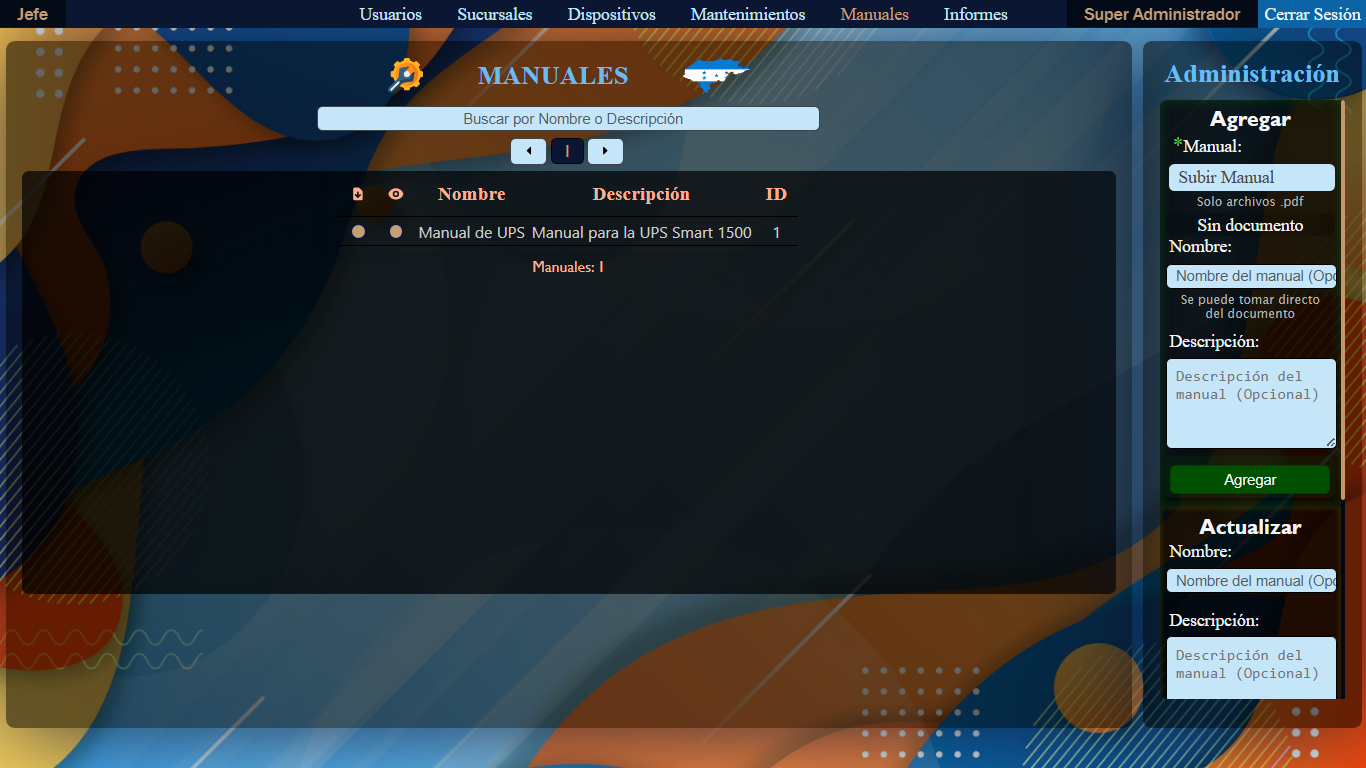 Jefe Usuarios Sucursales Dispositivos Mantenimientos Manuales Informes Super Administrador Cerrar Sesión
MANUALES
Buscar por Nombre o Descripción
1
Nombre Descripción ID
Manual de UPS Manual para la UPS Smart 1500 1
Manuales: 1
Administración
Agregar
*Manual:
Subir Manual
Solo archivos .pdf
Sin documento
Nombre:
Nombre del manual (Opc
Se puede tomar directo
del documento
Descripción:
Descripción del
manual (Opcional)
Agregar
Actualizar
Nombre:
Nombre del manual (Opc
Descripción:
Descripción del
manual (Opcional)